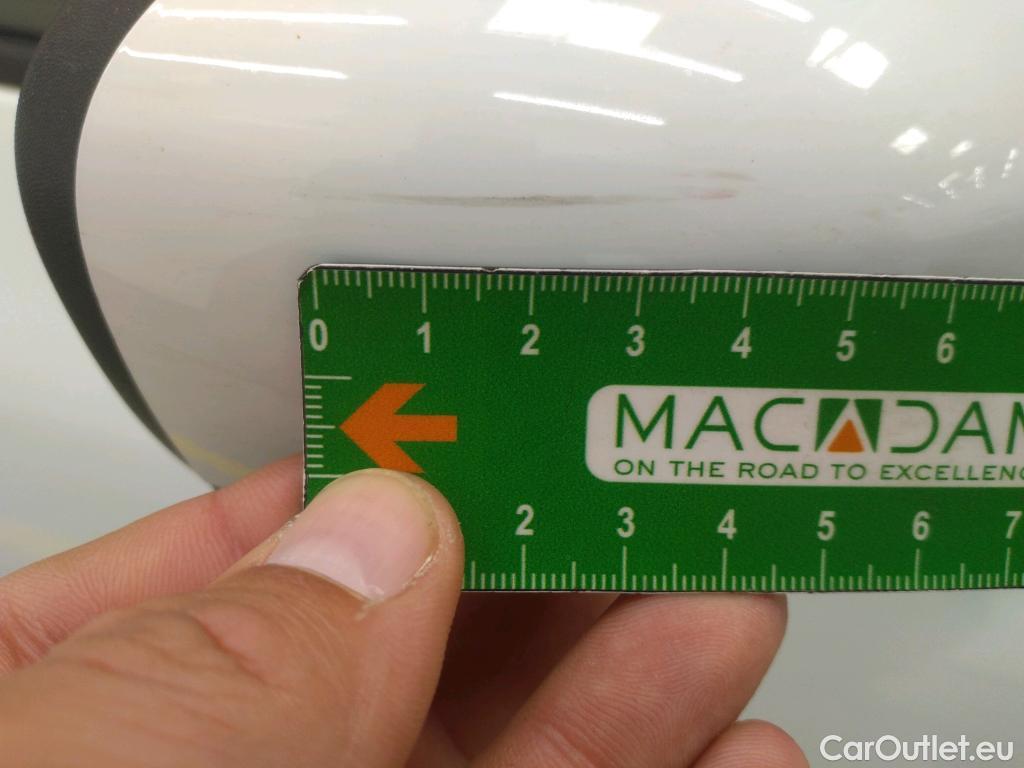 0 1 2 3 4 5 6
MACADAM
ON THE ROAD TO EXCELLENC
2 3 4 5 6 7
CarOutlet.eu